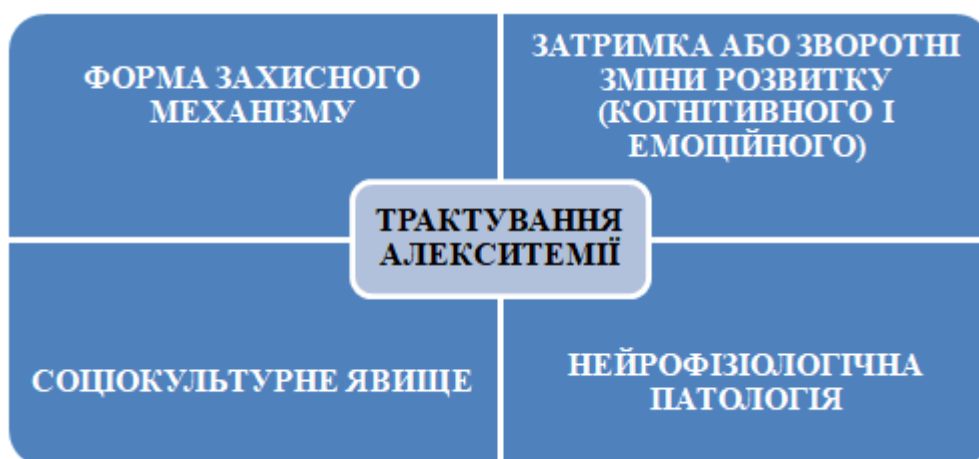 ФОРМА ЗАХИСНОГО
МЕХАНІЗМУ
ЗАТРИМКА АБО ЗВОРОТНІ
ЗМІНИ РОЗВИТКУ
(КОГНІТИВНОГО І
ЕМОЦІЙНОГО)
ТРАКТУВАННЯ
АЛЕКСИТЕМІЇ
СОЦІОКУЛЬТУРНЕ ЯВИЩЕ
НЕЙРОФІЗІОЛОГІЧНА
ПАТОЛОГІЯ